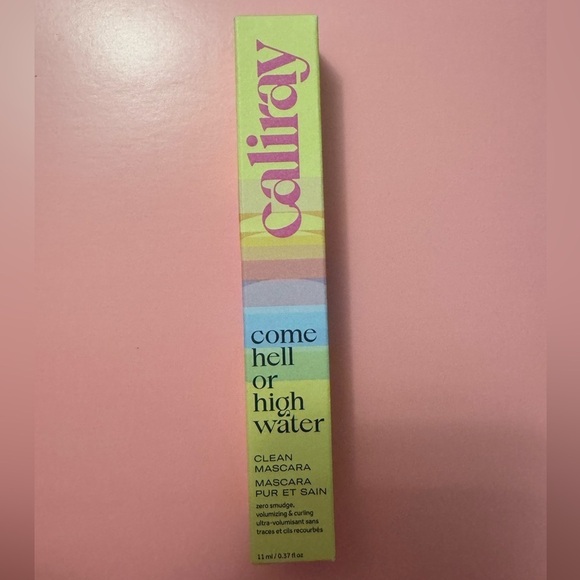 caliray
come
hell
or
high
water
CLEAN
MASCARA
MASCARA
PUR ET SAIN
zero smudge,
volumizing & curling
ultra-volumisant sans
traces et cils recourbés
11 ml / 0.37 fl oz